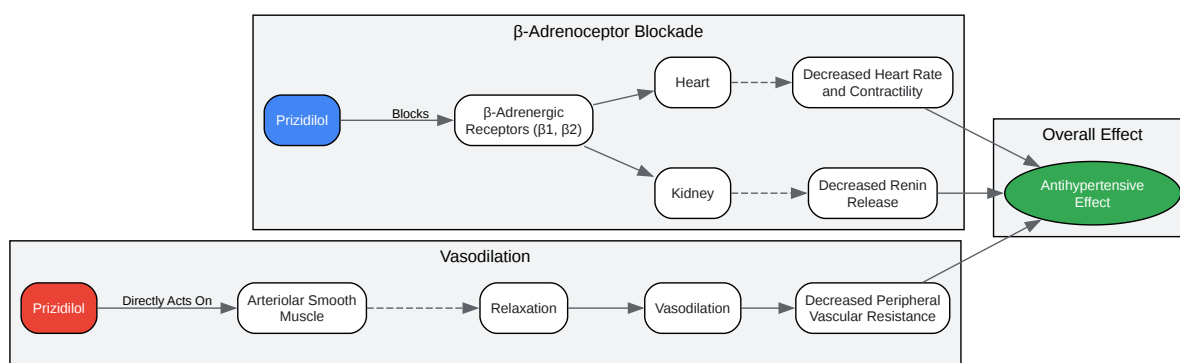 β-Adrenoceptor Blockade
Prizidilol
Blocks
β-Adrenergic
Receptors (β1, β2)
Heart
Decreased Heart Rate
and Contractility
Kidney
Decreased Renin
Release
Overall Effect
Antihypertensive
Effect
Vasodilation
Prizidilol
Directly Acts On
Arteriolar Smooth
Muscle
Relaxation
Vasodilation
Decreased Peripheral
Vascular Resistance